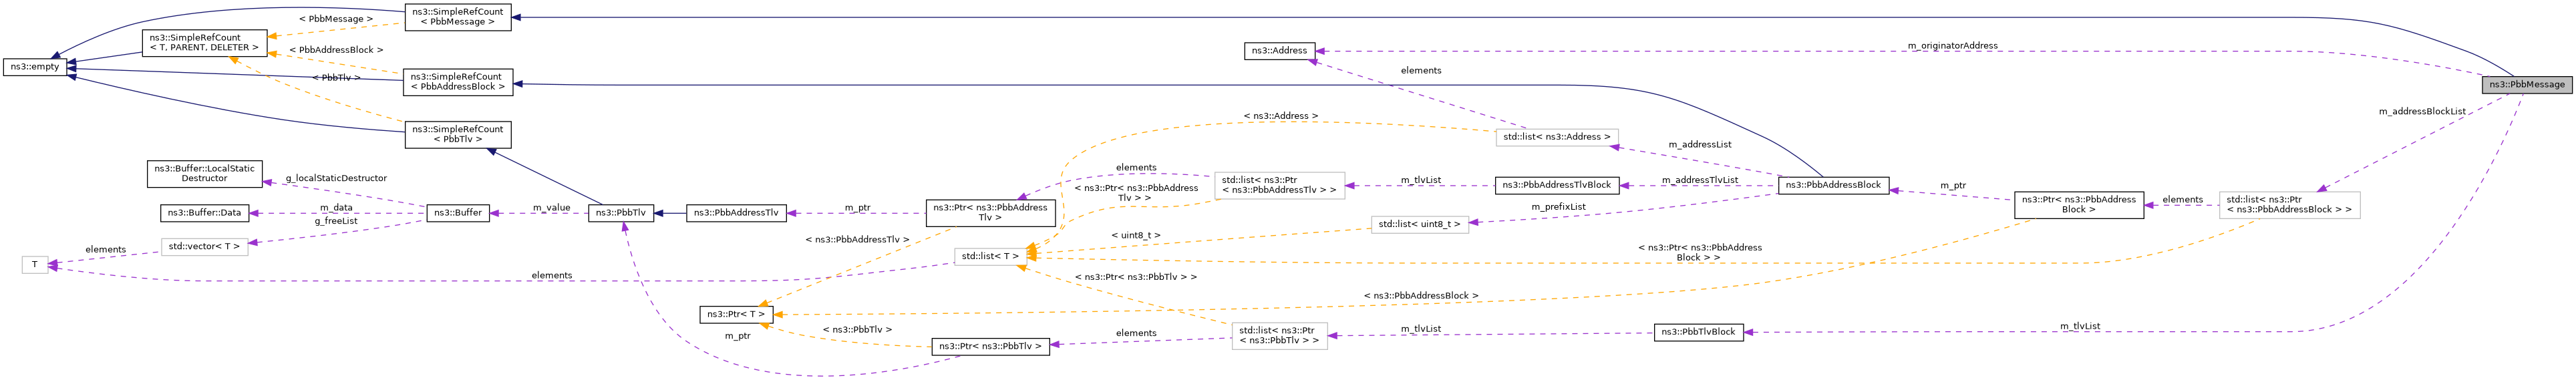 ns3::SimpleRefCount
< PbbMessage >
< PbbMessage >
ns3::SimpleRefCount
< T, PARENT, DELETER >
< PbbAddressBlock >
ns3::empty
< PbbTlv >
ns3::SimpleRefCount
< PbbAddressBlock >
ns3::Address
m_originatorAddress
elements
ns3::PbbMessage
m_addressBlockList
< ns3::Address >
ns3::SimpleRefCount
< PbbTlv >
std::list< ns3::Address >
m_addressList
ns3::Buffer::LocalStatic
Destructor
g_localStaticDestructor
elements
std::list< ns3::Ptr
< ns3::PbbAddressTlv > >
m_tlvList
ns3::PbbAddressTlvBlock
m_addressTlvList
ns3::PbbAddressBlock
m_ptr
< ns3::Ptr< ns3::PbbAddress
Tlv > >
ns3::Buffer::Data
m_data
g_freeList
ns3::Buffer
m_value
ns3::PbbTlv
ns3::PbbAddressTlv
m_ptr
ns3::Ptr< ns3::PbbAddress
Tlv >
m_prefixList
std::list< uint8_t >
ns3::Ptr< ns3::PbbAddress
Block >
elements
std::list< ns3::Ptr
< ns3::PbbAddressBlock > >
std::vector< T >
elements
T
< ns3::PbbAddressTlv >
< uint8_t >
std::list< T >
< ns3::Ptr< ns3::PbbAddress
Block > >
elements
< ns3::Ptr< ns3::PbbTlv > >
< ns3::PbbAddressBlock >
ns3::Ptr< T >
< ns3::PbbTlv >
m_ptr
ns3::Ptr< ns3::PbbTlv >
elements
std::list< ns3::Ptr
< ns3::PbbTlv > >
m_tlvList
ns3::PbbTlvBlock
m_tlvList